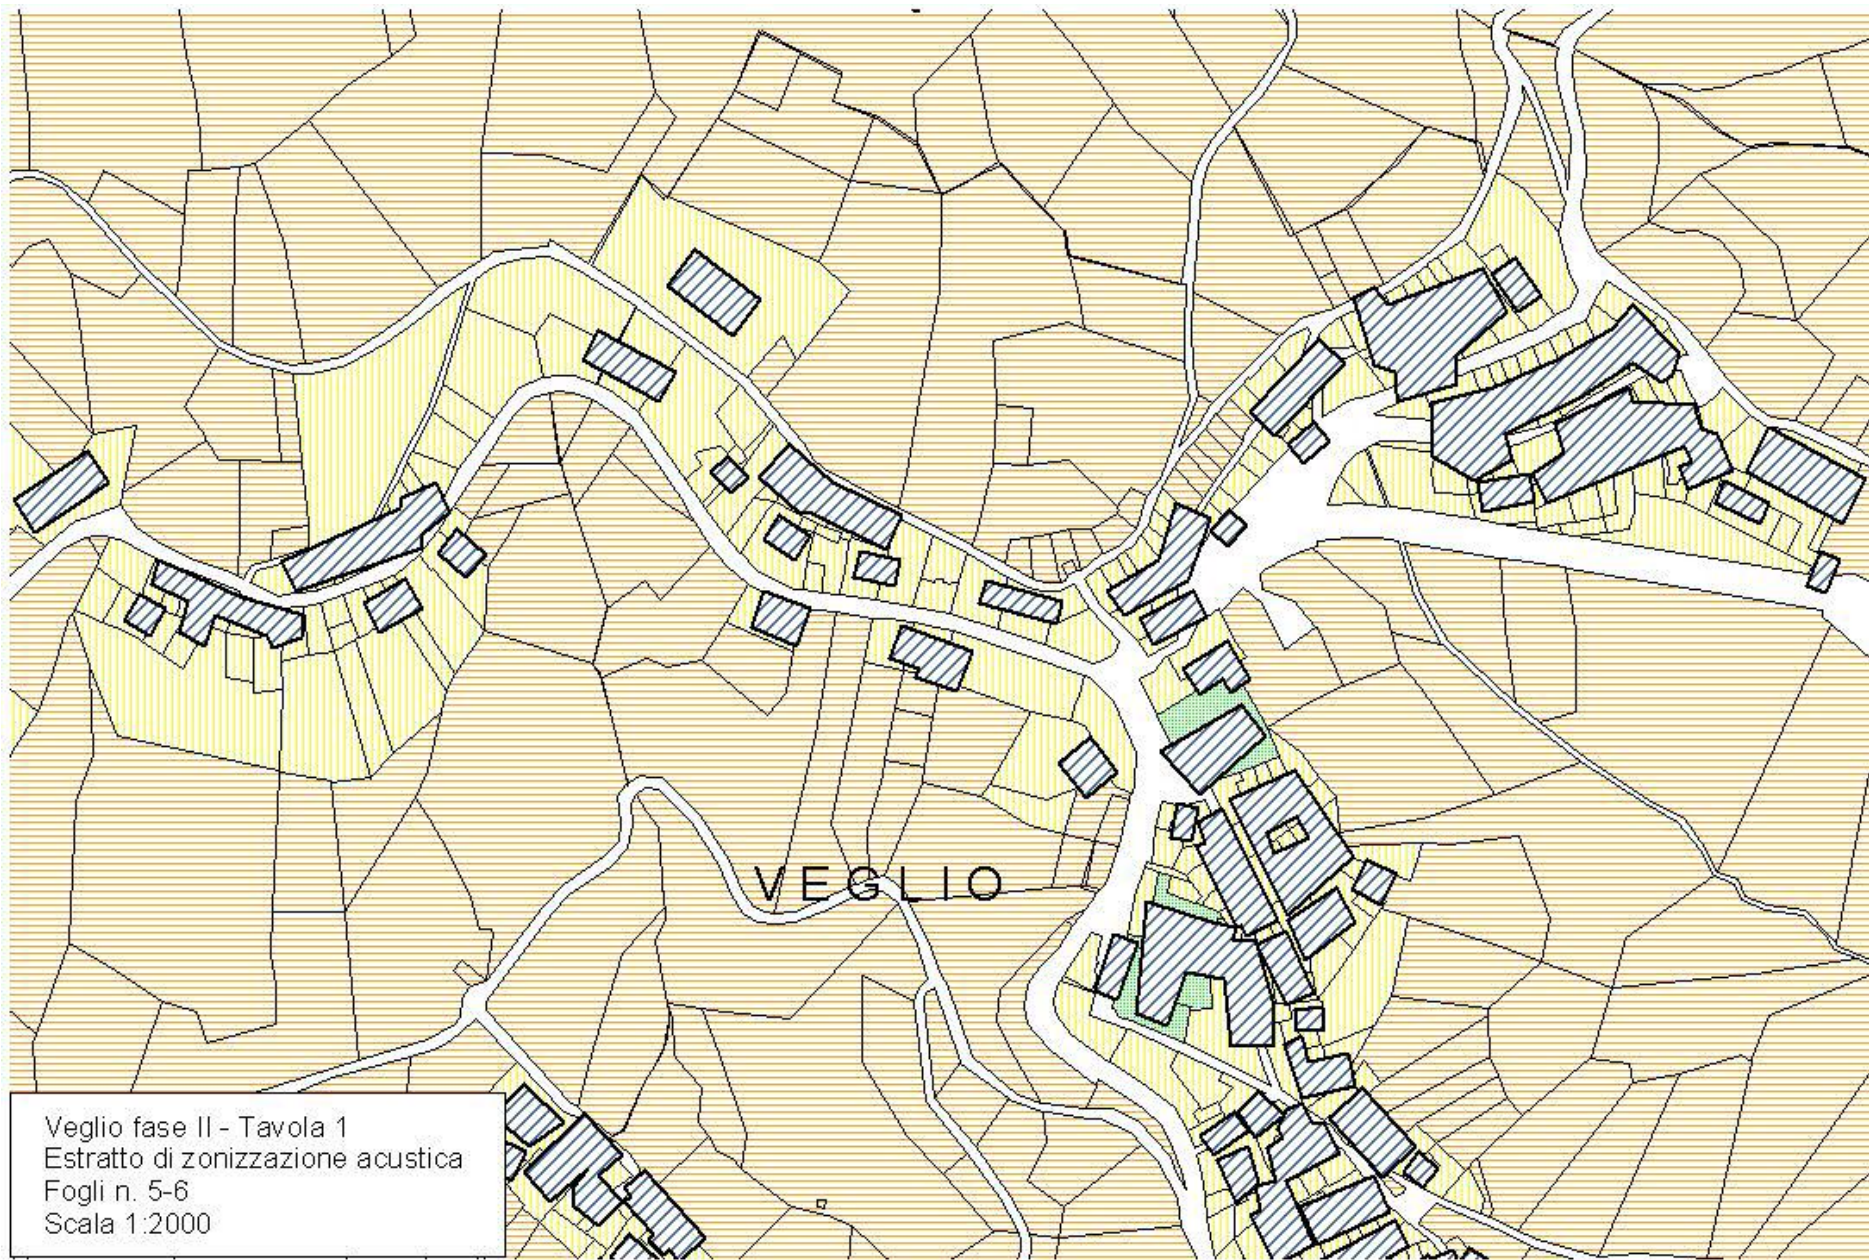 VEGLIO
Veglio fase II - Tavola 1
Estratto di zonizzazione acustica
Fogli n. 5-6
Scala 1:2000